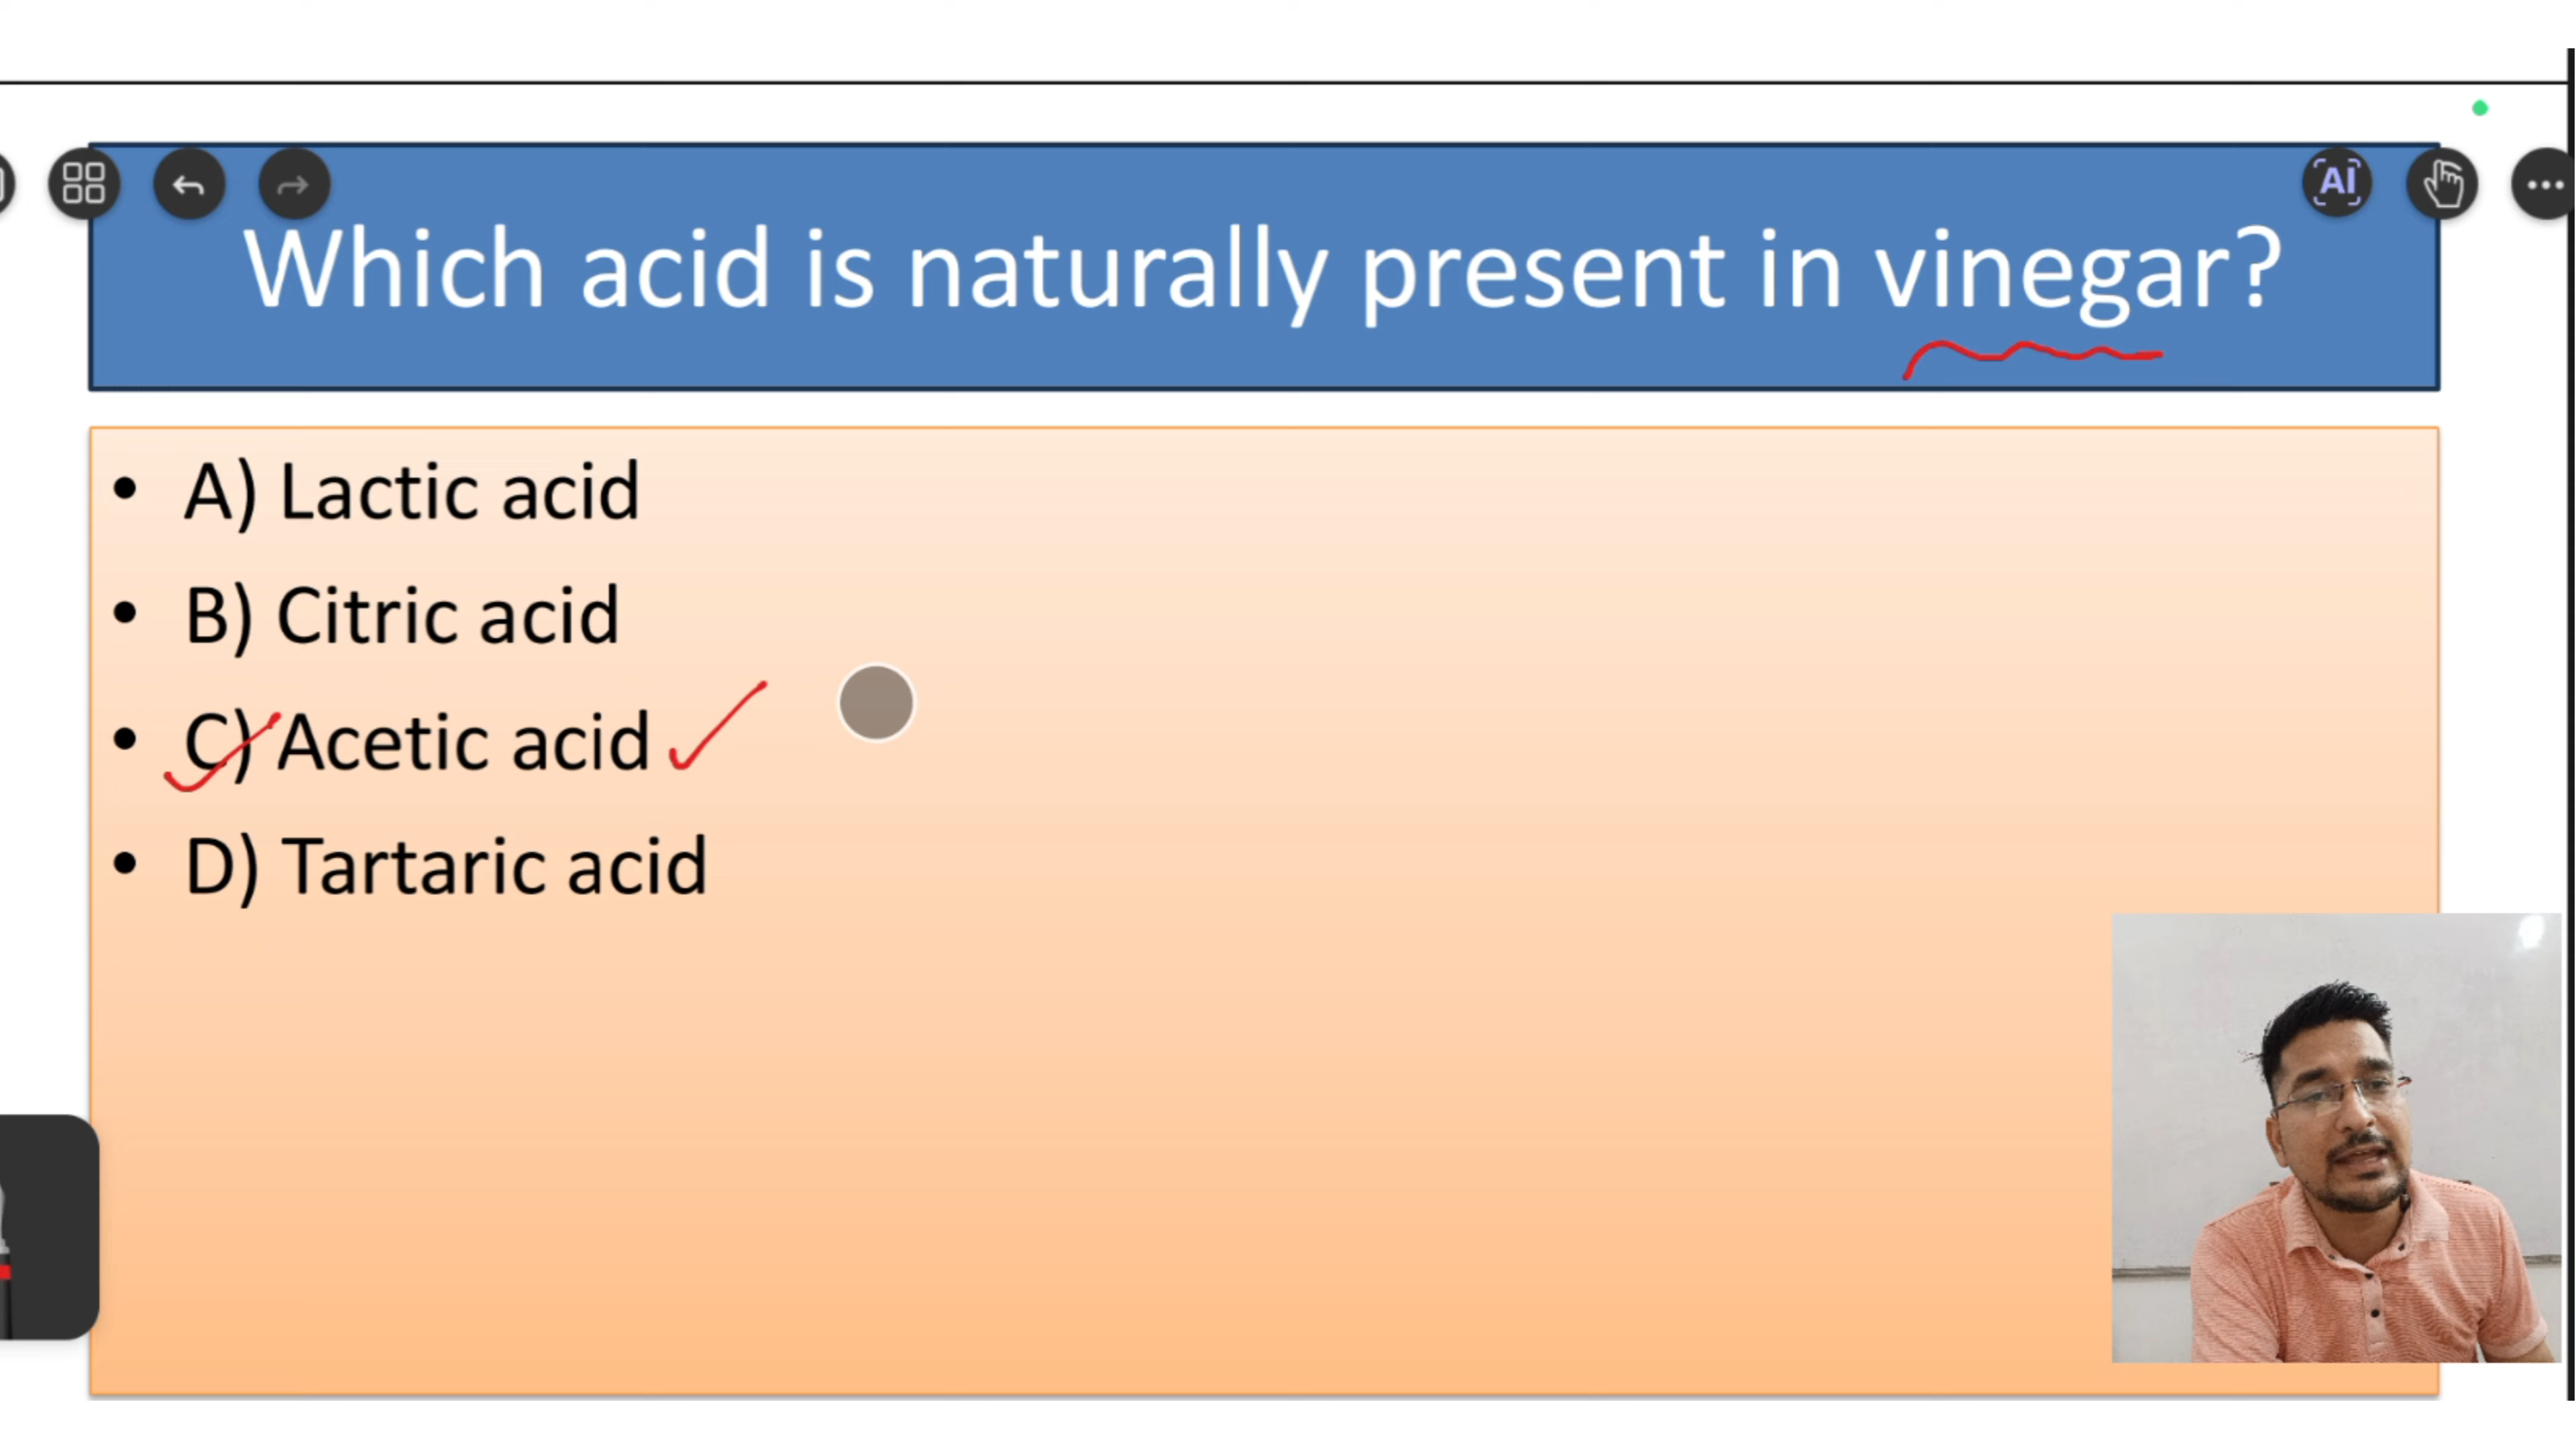 AI
Which acid is naturally present in vinegar?
• A) Lactic acid
• B) Citric acid
• C) Acetic acid
• D) Tartaric acid